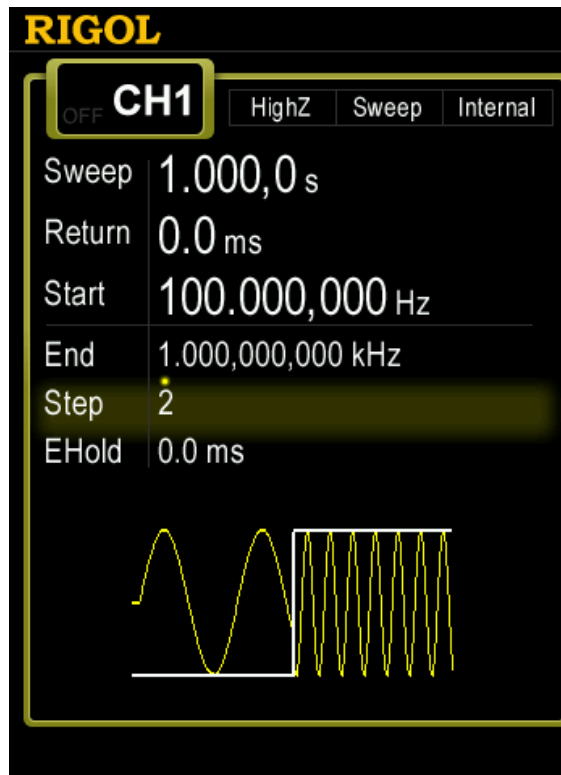 RIGOL
OFF CH1 HighZ Sweep Internal
Sweep 1.000,0 s
Return 0.0 ms
Start 100.000,000 Hz
End 1.000,000,000 kHz
Step 2
EHold 0.0 ms